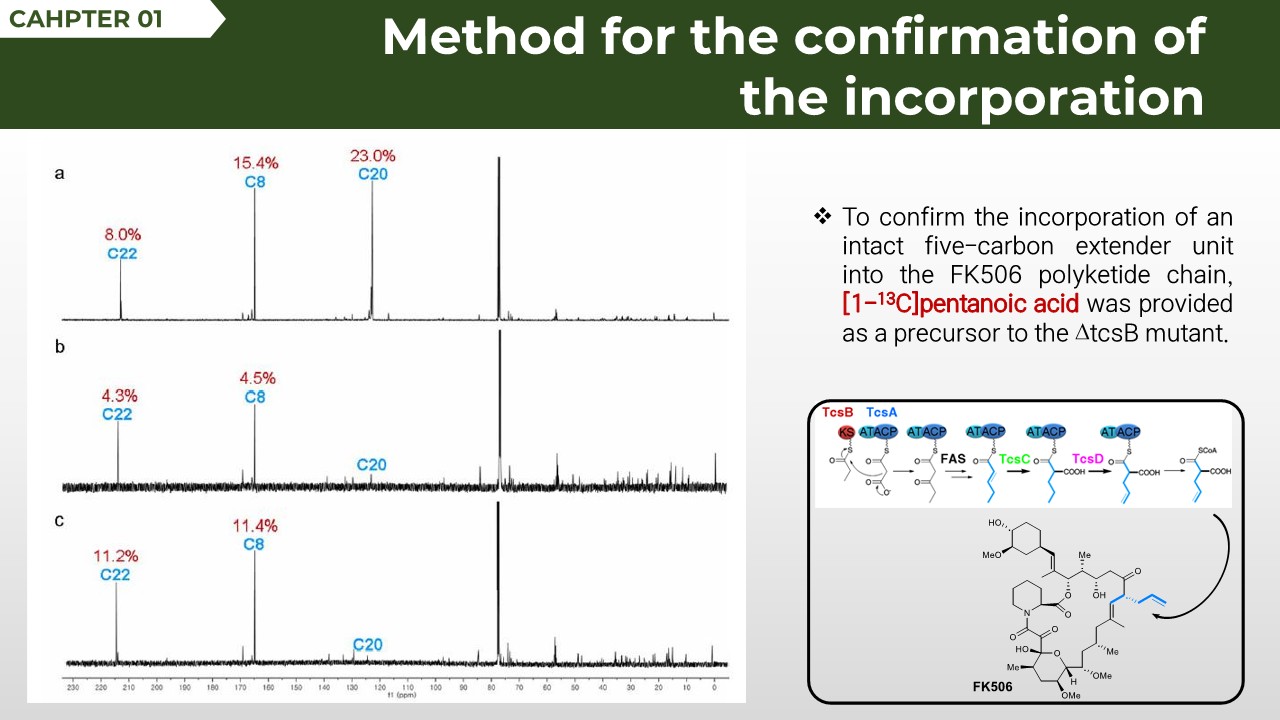 CAHPTER 01
Method for the confirmation of
the incorporation
a
8.0%
C22
15.4%
C8
23.0%
C20
b
4.3%
C22
4.5%
C8
C20
c
11.2%
C22
11.4%
C8
C20
230 220 210 200 190 180 170 160 150 140 130 120 110 100 90 80 70 60 50 40 30 20 10 0
f1 (ppm)
❖ To confirm the incorporation of an
intact five-carbon extender unit
into the FK506 polyketide chain,
[1-¹³C]pentanoic acid was provided
as a precursor to the ΔtcsB mutant.
TcsB TcsA
KS AT ACP AT ACP AT ACP AT ACP AT ACP
S S S S S S SCoA
O O O O O O O
FAS TcsC TcsD
O O COOH COOH COOH
O O⁻
HO
MeO
Me
O
O
OH
O
N
O
O
HO
O
Me
Me
H
OMe
OMe
FK506